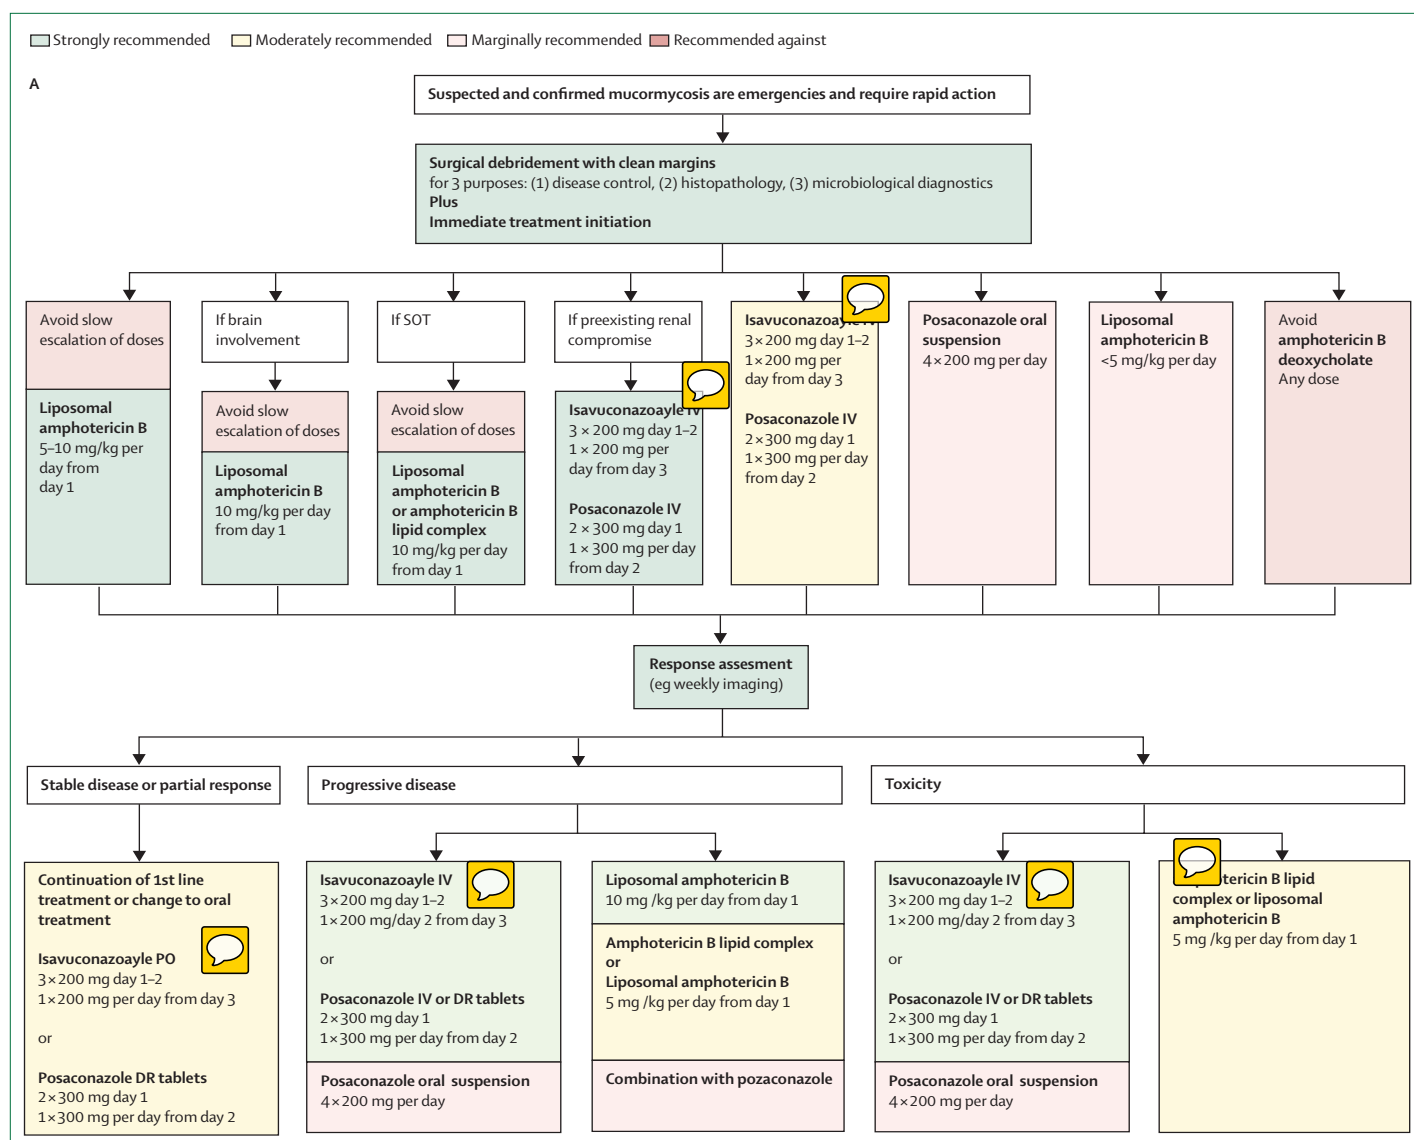 Strongly recommended
Moderately recommended
Marginally recommended
Recommended against
A
Suspected and confirmed mucormycosis are emergencies and require rapid action
Surgical debridement with clean margins
for 3 purposes: (1) disease control, (2) histopathology, (3) microbiological diagnostics
Plus
Immediate treatment initiation
Avoid slow
escalation of doses
Liposomal
amphotericin B
5–10 mg/kg per
day from
day 1
If brain
involvement
Avoid slow
escalation of doses
Liposomal
amphotericin B
10 mg/kg per day
from day 1
If SOT
Avoid slow
escalation of doses
Liposomal
amphotericin B
or amphotericin B
lipid complex
10 mg/kg per day
from day 1
If preexisting renal
compromise
Isavuconazoayle IV
3 × 200 mg day 1–2
1 × 200 mg per
day from day 3
Posaconazole IV
2 × 300 mg day 1
1 × 300 mg per day
from day 2
Isavuconazoayle
3×200 mg day 1–2
1×200 mg per
day from day 3
Posaconazole IV
2×300 mg day 1
1×300 mg per day
from day 2
Posaconazole oral
suspension
4×200 mg per day
Liposomal
amphotericin B
<5 mg/kg per day
Avoid
amphotericin B
deoxycholate
Any dose
Response assesment
(eg weekly imaging)
Stable disease or partial response
Continuation of 1st line
treatment or change to oral
treatment
Isavuconazoayle PO
3×200 mg day 1–2
1×200 mg per day from day 3
or
Posaconazole DR tablets
2×300 mg day 1
1×300 mg per day from day 2
Progressive disease
Isavuconazoayle IV
3×200 mg day 1–2
1×200 mg/day 2 from day 3
or
Posaconazole IV or DR tablets
2×300 mg day 1
1×300 mg per day from day 2
Posaconazole oral suspension
4×200 mg per day
Liposomal amphotericin B
10 mg /kg per day from day 1
Amphotericin B lipid complex
or
Liposomal amphotericin B
5 mg /kg per day from day 1
Combination with pozaconazole
Toxicity
Isavuconazoayle IV
3×200 mg day 1–2
1×200 mg/day 2 from day 3
or
Posaconazole IV or DR tablets
2×300 mg day 1
1×300 mg per day from day 2
Posaconazole oral suspension
4×200 mg per day
B lipid
complex or liposomal
amphotericin B
5 mg /kg per day from day 1